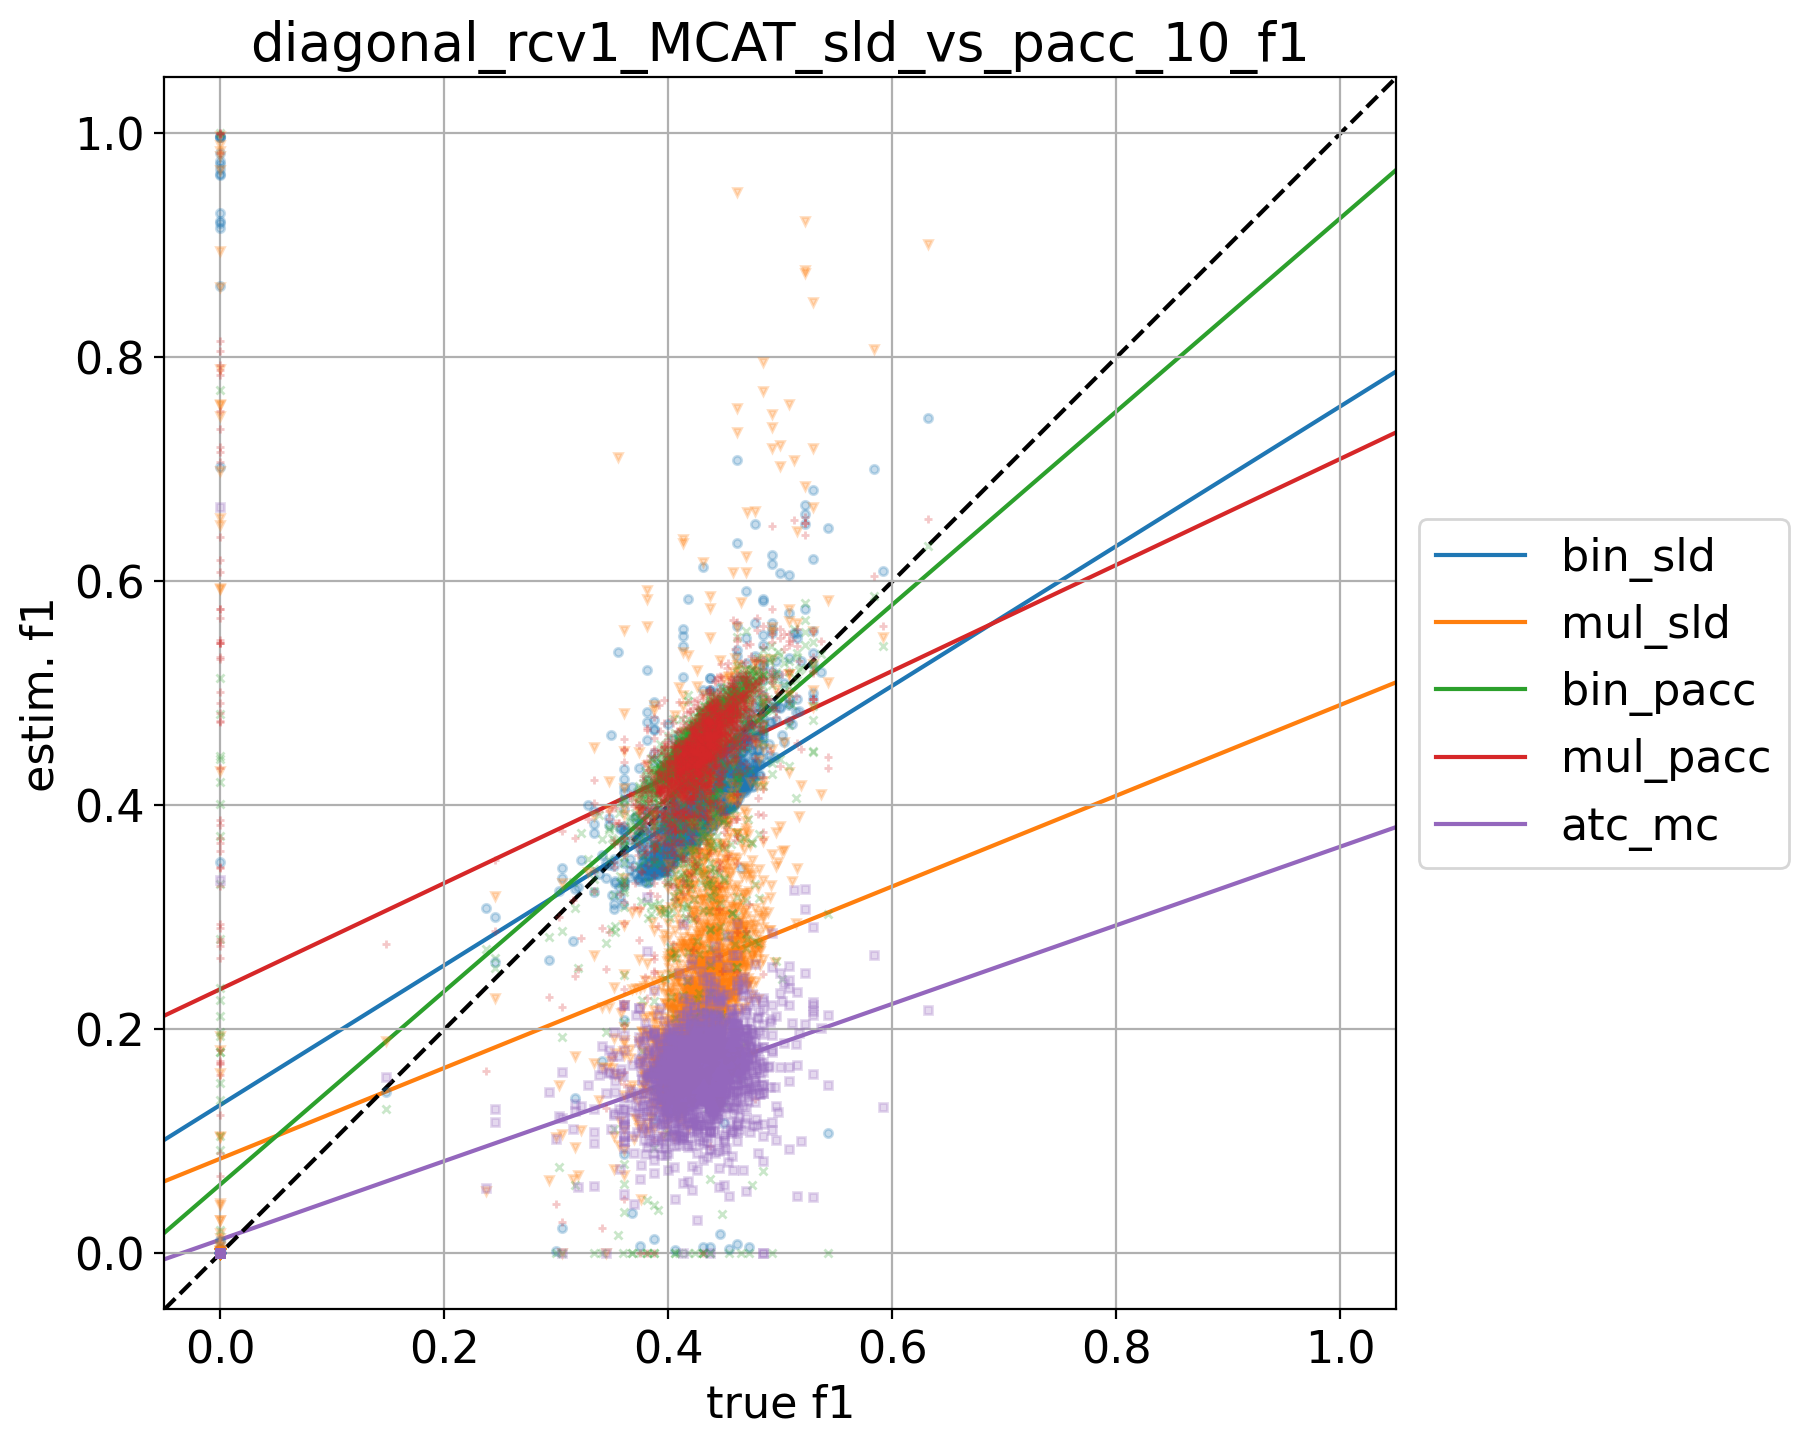 diagonal_rcv1_MCAT_sld_vs_pacc_10_f1
1.0
0.8
0.6
0.4
0.2
0.0
estim. f1
0.0 0.2 0.4 0.6 0.8 1.0
true f1
bin_sld
mul_sld
bin_pacc
mul_pacc
atc_mc